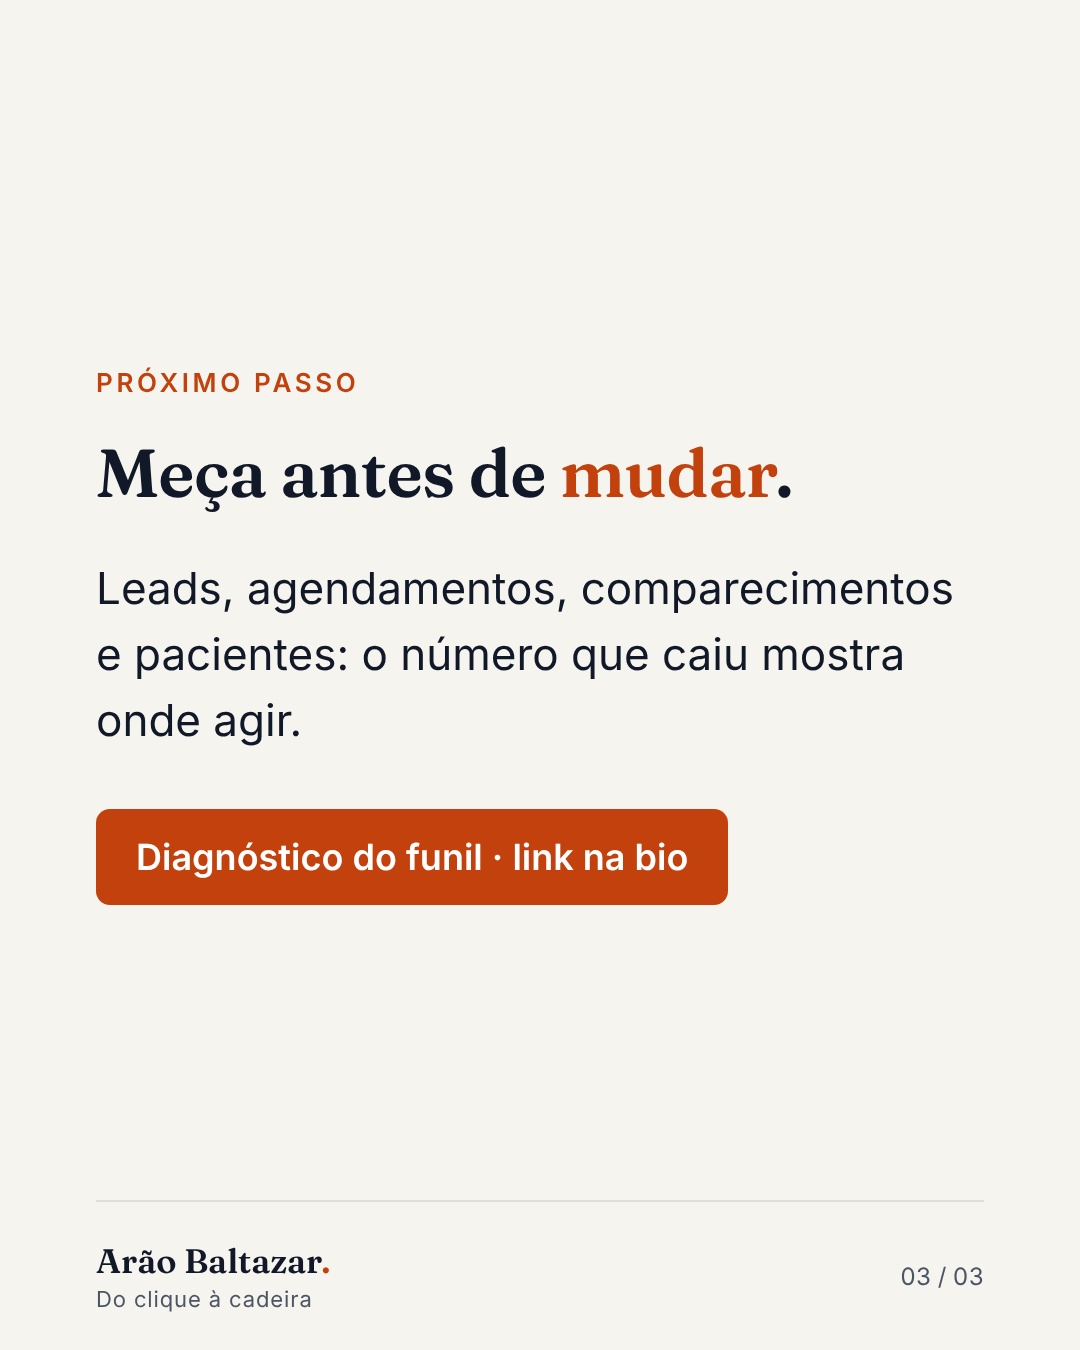 PRÓXIMO PASSO
Meça antes de mudar.
Leads, agendamentos, comparecimentos
e pacientes: o número que caiu mostra
onde agir.
Diagnóstico do funil · link na bio
Arão Baltazar.
Do clique à cadeira
03 / 03